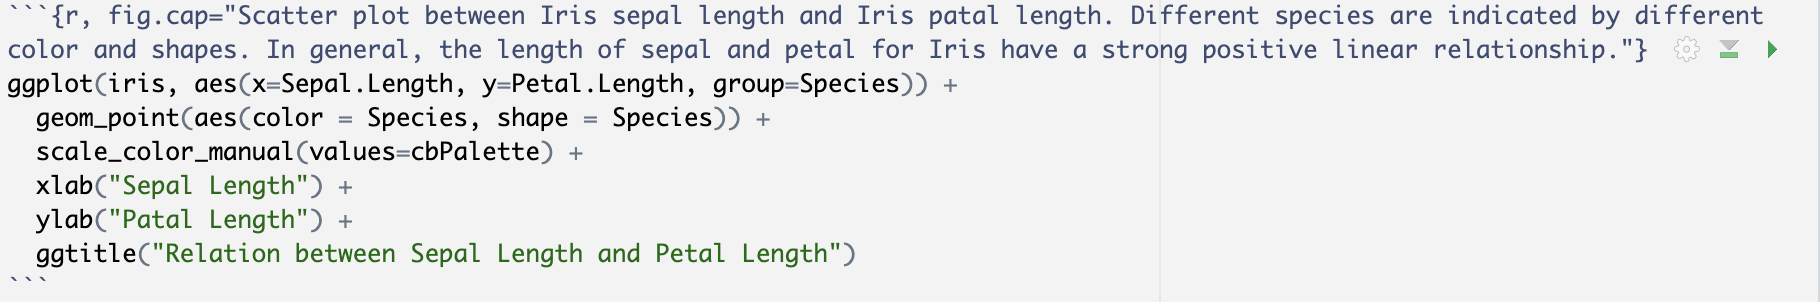 ```{r, fig.cap="Scatter plot between Iris sepal length and Iris patal length. Different species are indicated by different
color and shapes. In general, the length of sepal and petal for Iris have a strong positive linear relationship."}
ggplot(iris, aes(x=Sepal.Length, y=Petal.Length, group=Species)) +
  geom_point(aes(color = Species, shape = Species)) +
  scale_color_manual(values=cbPalette) +
  xlab("Sepal Length") +
  ylab("Patal Length") +
  ggtitle("Relation between Sepal Length and Petal Length")
```